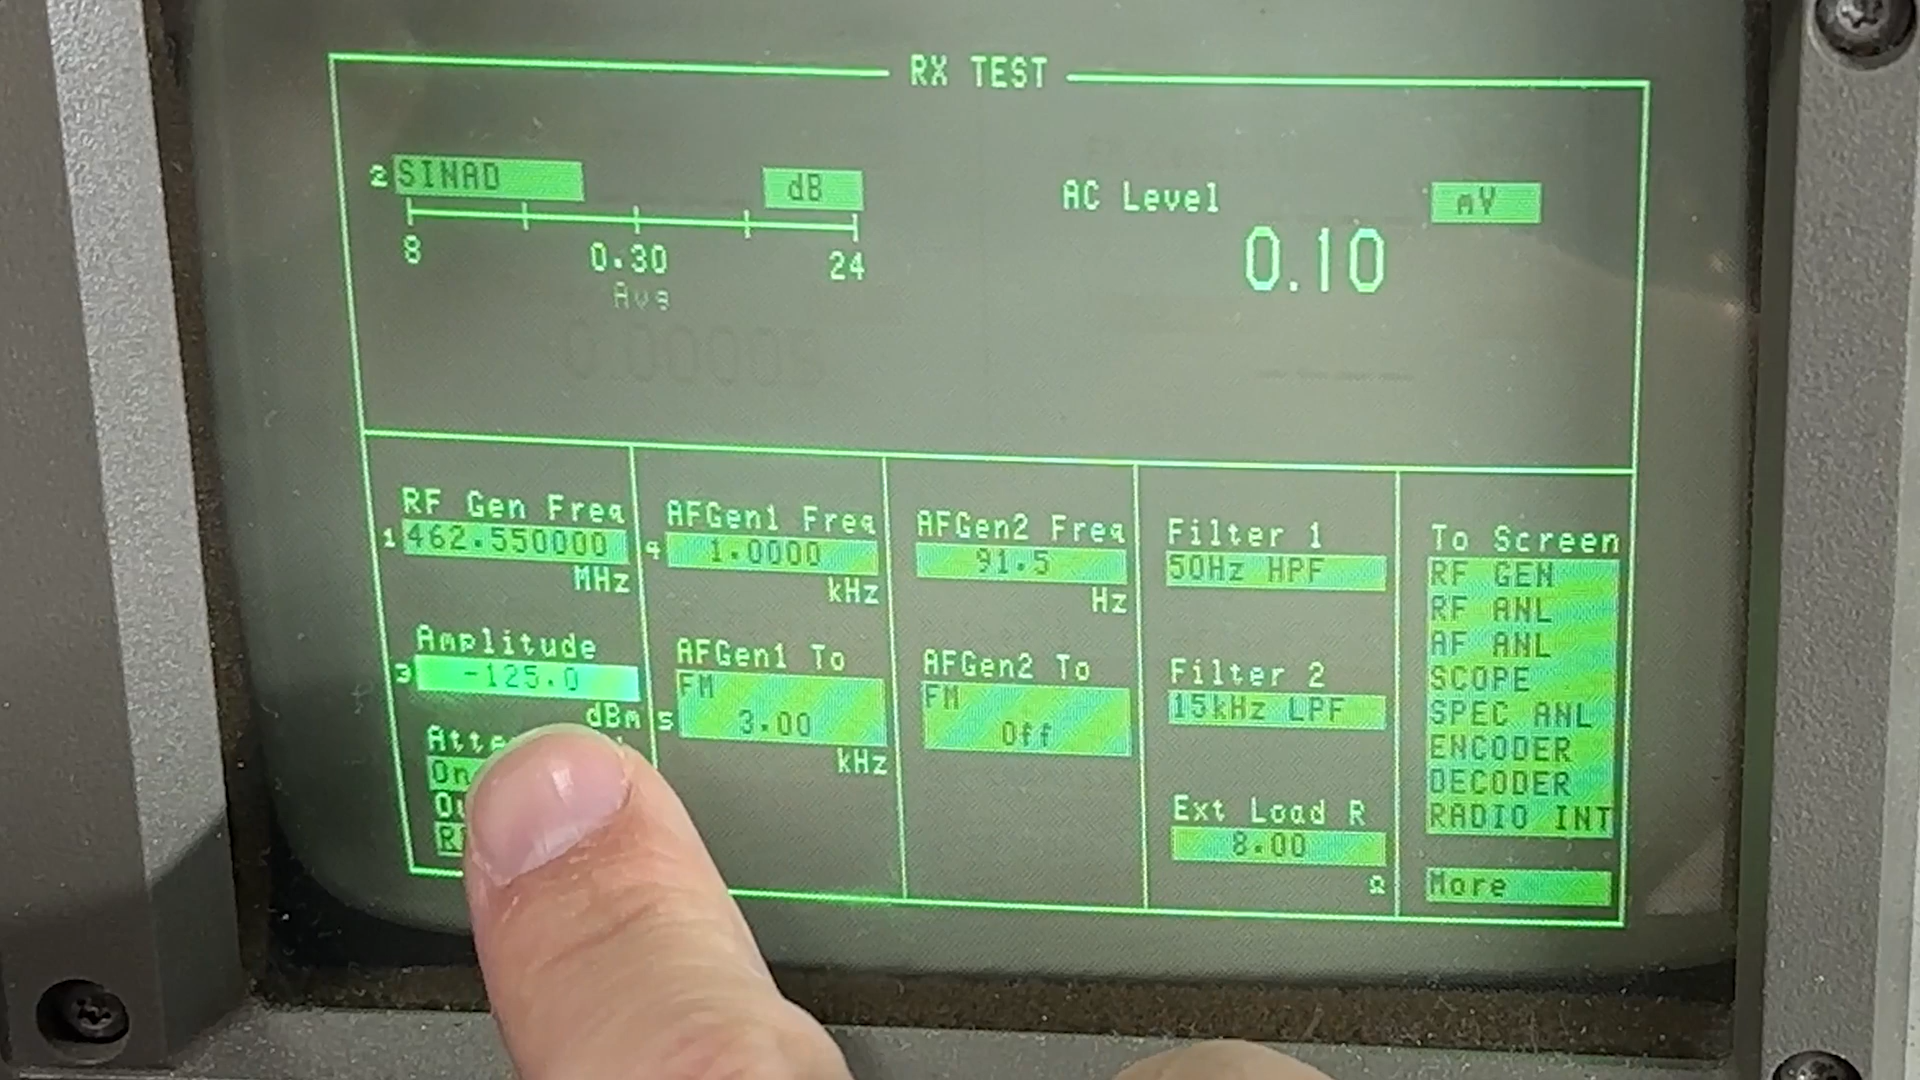 RX TEST
2 SINAD dB
8 0.30 24
Avg
AC Level mV
0.10
RF Gen Freq
1 462.550000
MHz
Amplitude
3 -125.0
dBm
On
AFGen1 Freq
4 1.0000
kHz
AFGen1 To
FM
5 3.00
kHz
AFGen2 Freq
91.5
Hz
AFGen2 To
FM
Off
Filter 1
50Hz HPF
Filter 2
15kHz LPF
Ext Load R
8.00
Ω
To Screen
RF GEN
RF ANL
AF ANL
SCOPE
SPEC ANL
ENCODER
DECODER
RADIO INT
More